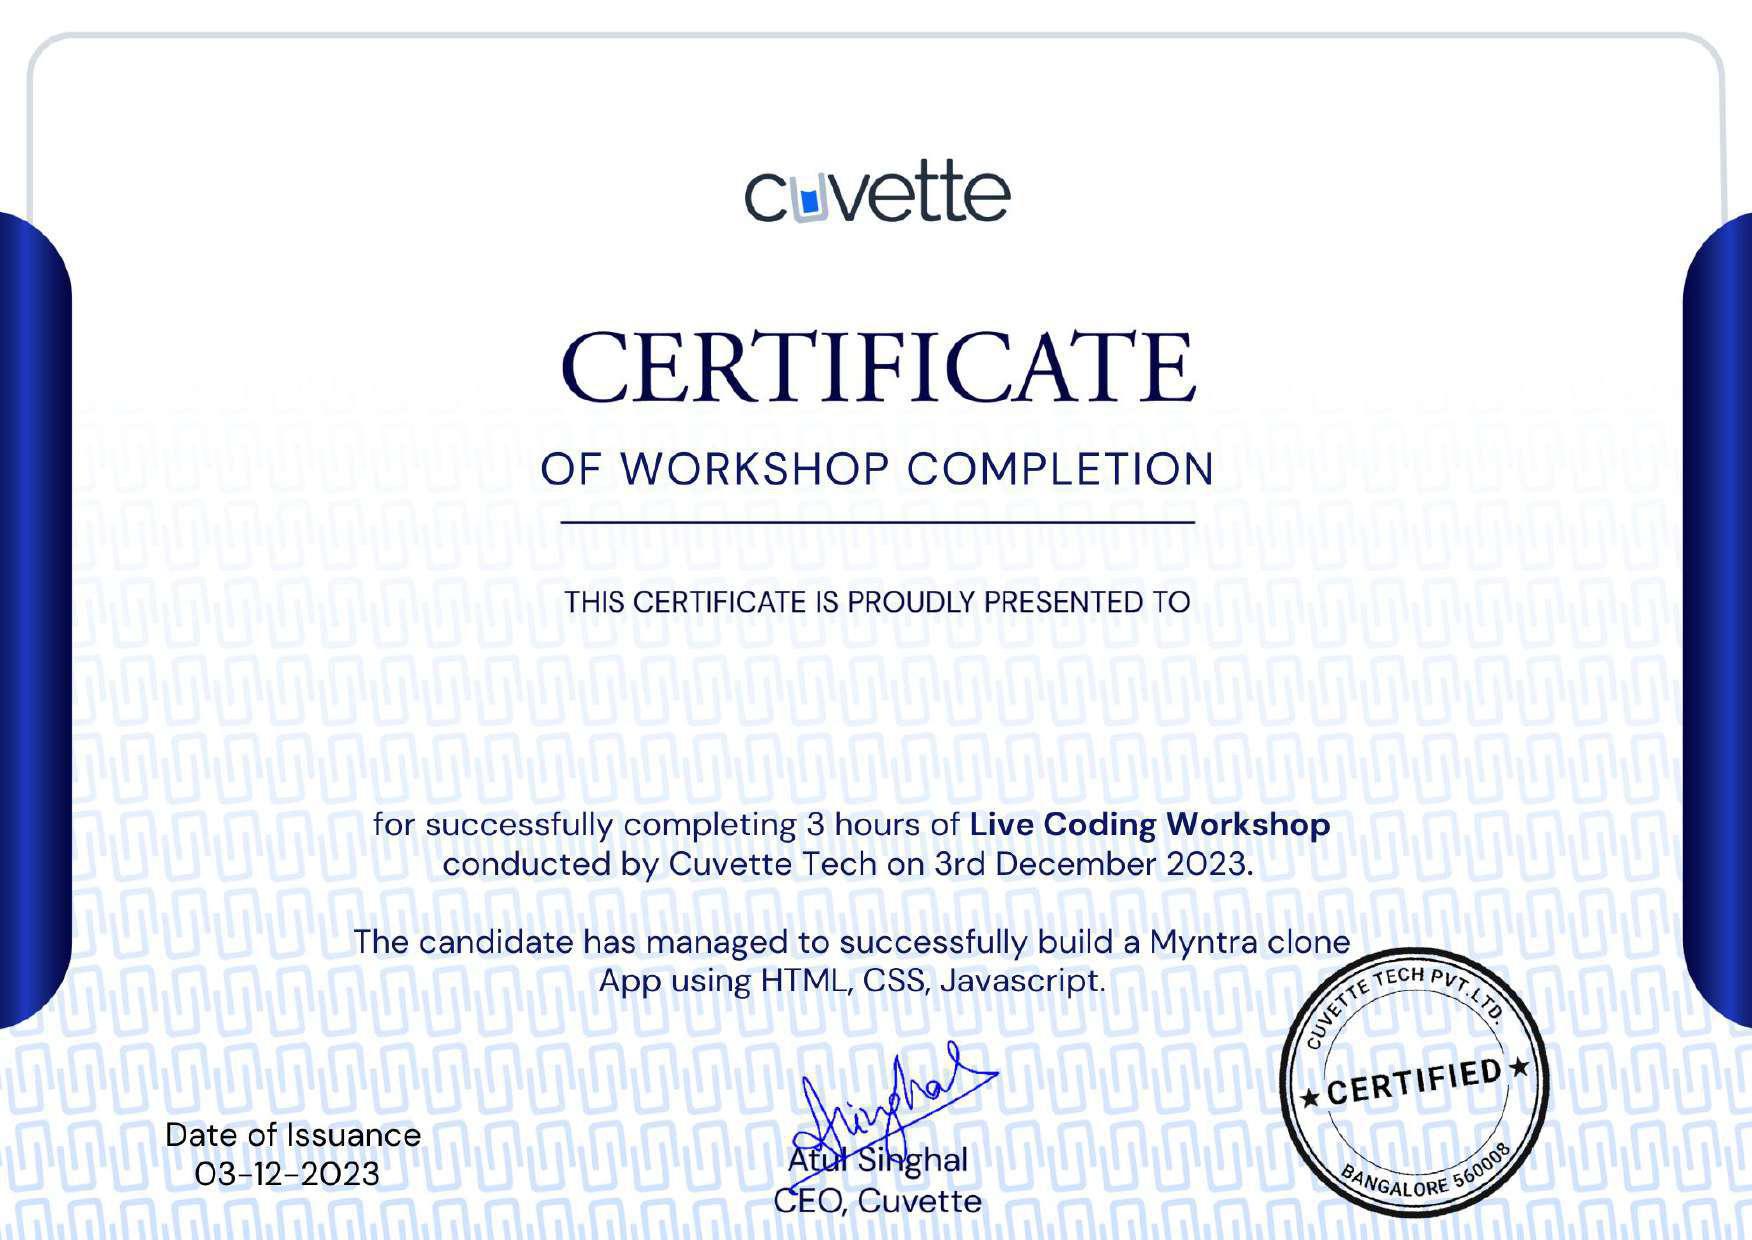 cuvette
CERTIFICATE
OF WORKSHOP COMPLETION
THIS CERTIFICATE IS PROUDLY PRESENTED TO
for successfully completing 3 hours of Live Coding Workshop
conducted by Cuvette Tech on 3rd December 2023.
The candidate has managed to successfully build a Myntra clone
App using HTML, CSS, Javascript.
CUVETTE TECH PVT.LTD.
★ CERTIFIED ★
BANGALORE 560008
Date of Issuance
03-12-2023
Asinghal
Atul Singhal
CEO, Cuvette